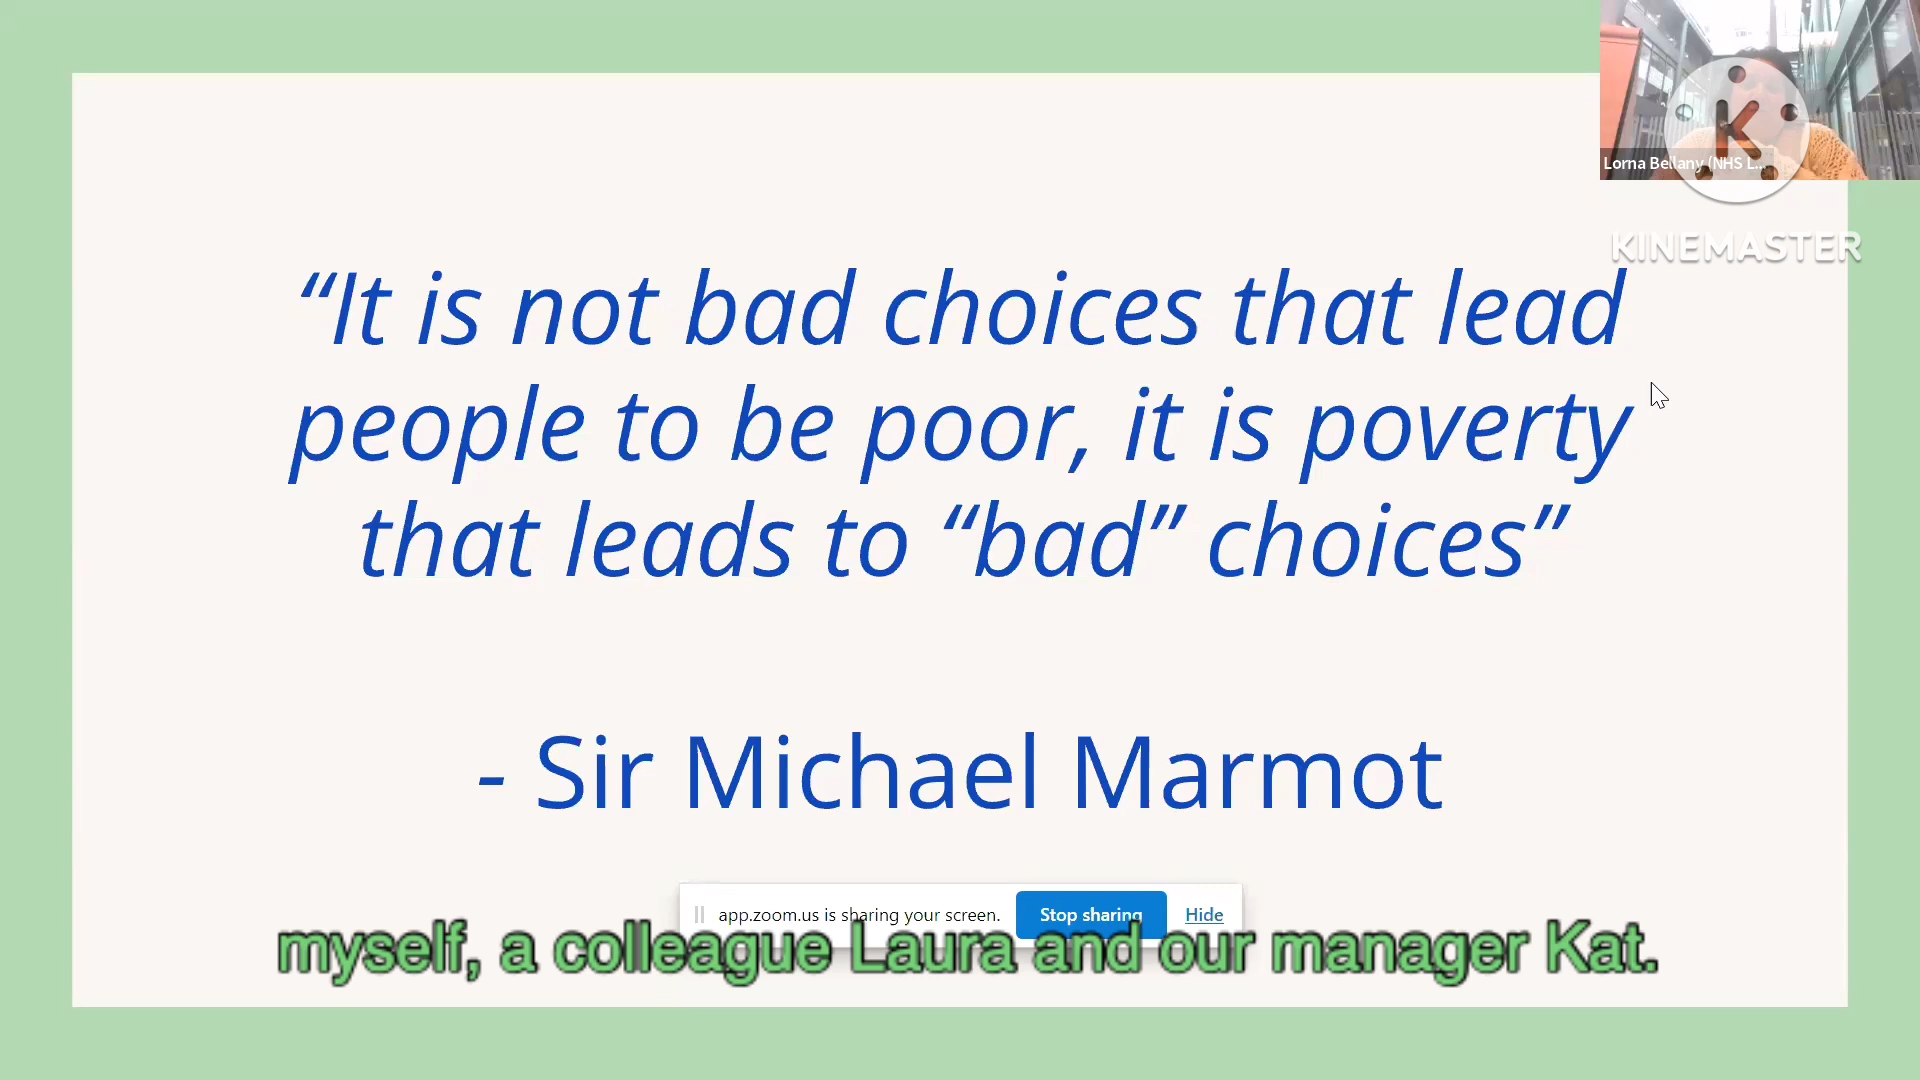 Lorna Bellany (NHS L...
K
KINEMASTER
“It is not bad choices that lead
people to be poor, it is poverty
that leads to “bad” choices”
- Sir Michael Marmot
app.zoom.us is sharing your screen. Stop sharing Hide
myself, a colleague Laura and our manager Kat.